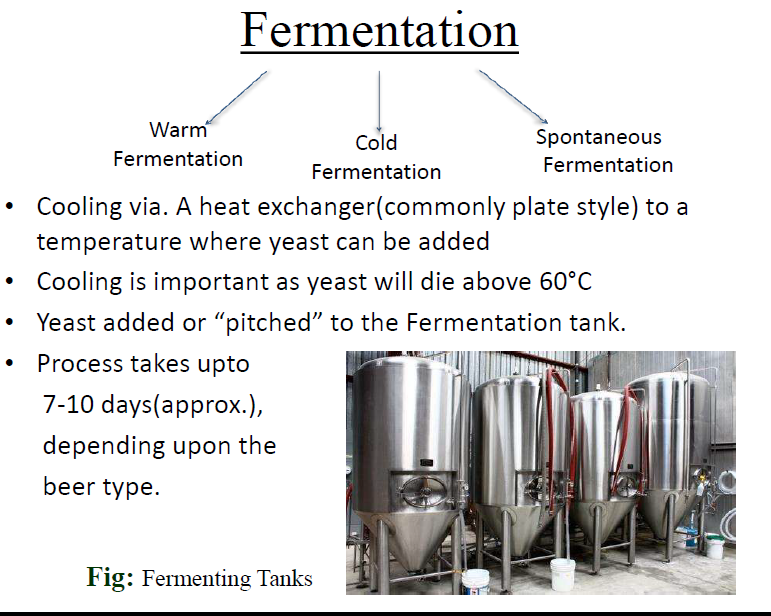 Fermentation
Warm
Fermentation
Cold
Fermentation
Spontaneous
Fermentation
• Cooling via. A heat exchanger(commonly plate style) to a
temperature where yeast can be added
• Cooling is important as yeast will die above 60°C
• Yeast added or “pitched” to the Fermentation tank.
• Process takes upto
7-10 days(approx.),
depending upon the
beer type.
Fig: Fermenting Tanks